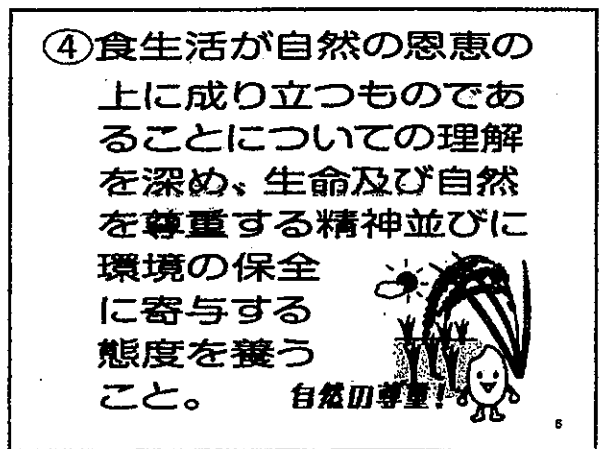 ④食生活が自然の恩恵の
上に成り立つものであ
ることについての理解
を深め、生命及び自然
を尊重する精神並びに
環境の保全
に寄与する
態度を養う
こと。
自然の尊重!
6